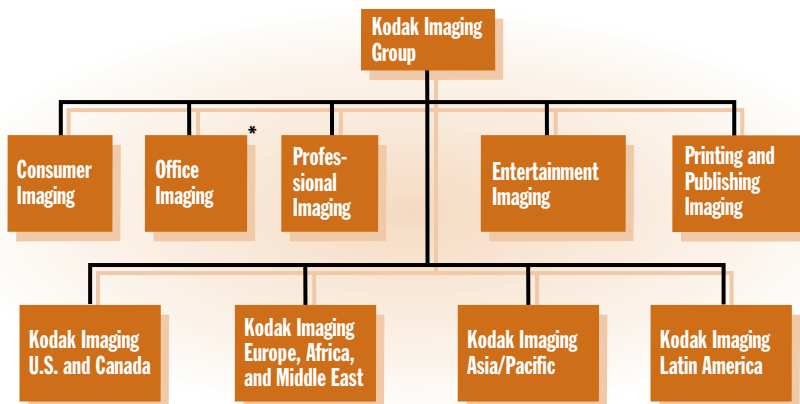 Kodak Imaging
Group
*
Consumer
Imaging
Office
Imaging
Profes-
sional
Imaging
Entertainment
Imaging
Printing and
Publishing
Imaging
Kodak Imaging
U.S. and Canada
Kodak Imaging
Europe, Africa,
and Middle East
Kodak Imaging
Asia/Pacific
Kodak Imaging
Latin America